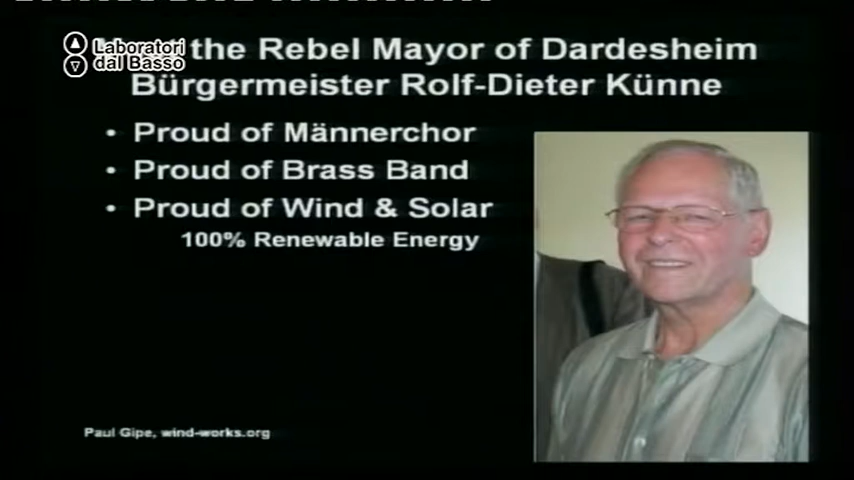 Laboratori
dal Basso
the Rebel Mayor of Dardesheim
Bürgermeister Rolf-Dieter Künne
• Proud of Männerchor
• Proud of Brass Band
• Proud of Wind & Solar
100% Renewable Energy
Paul Gipe, wind-works.org